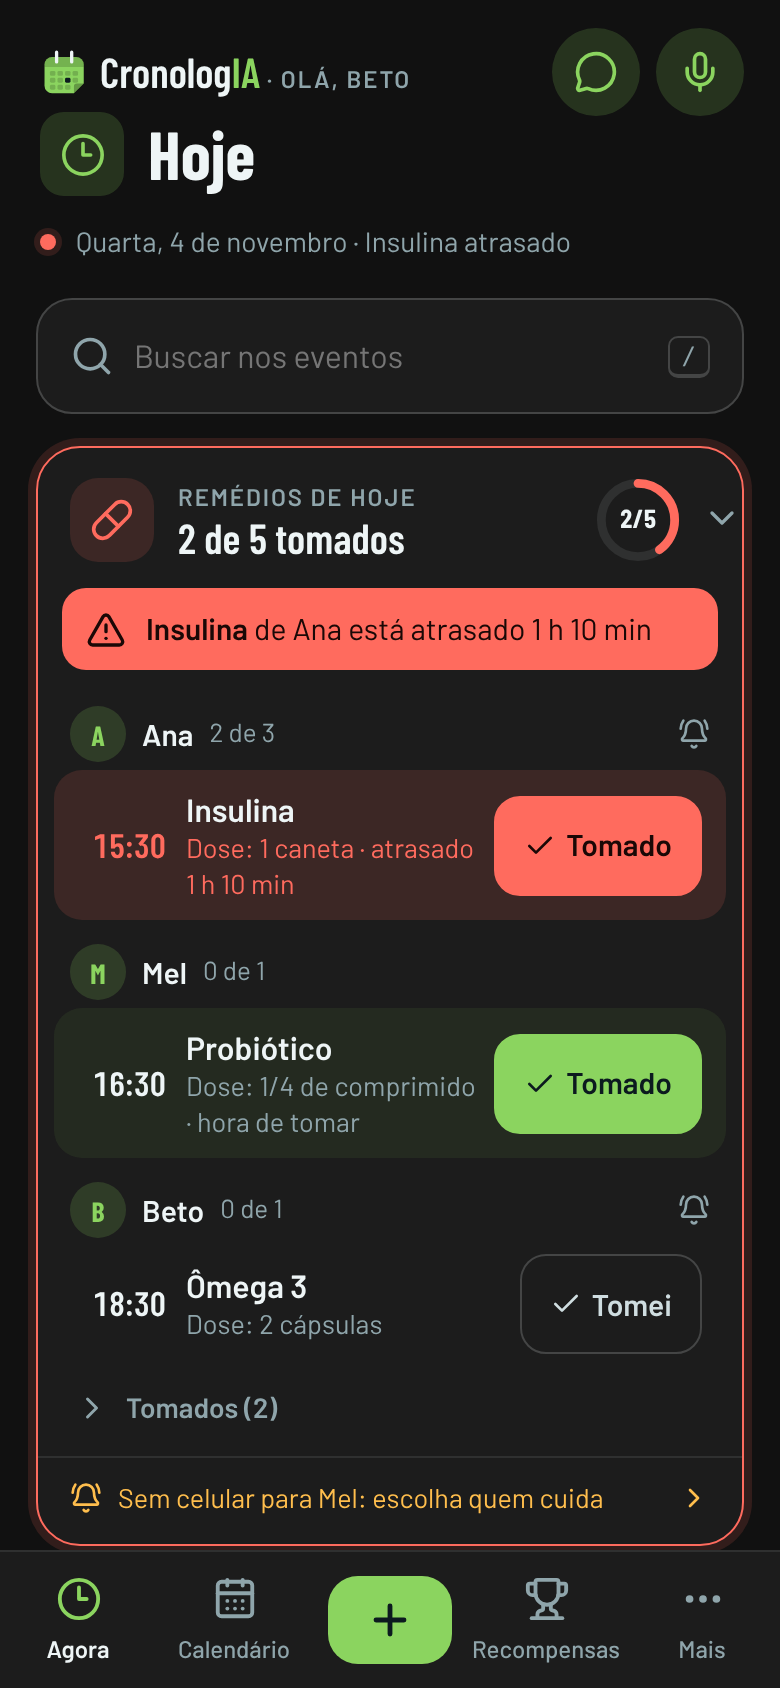 CronologIA · OLÁ, BETO
Hoje
Quarta, 4 de novembro · Insulina atrasado
Buscar nos eventos
/
REMÉDIOS DE HOJE
2 de 5 tomados
2/5
Insulina de Ana está atrasado 1 h 10 min
A
Ana 2 de 3
15:30
Insulina
Dose: 1 caneta · atrasado
1 h 10 min
Tomado
M
Mel 0 de 1
16:30
Probiótico
Dose: 1/4 de comprimido
· hora de tomar
Tomado
B
Beto 0 de 1
18:30
Ômega 3
Dose: 2 cápsulas
Tomei
Tomados (2)
Sem celular para Mel: escolha quem cuida
Agora
Calendário
Recompensas
Mais